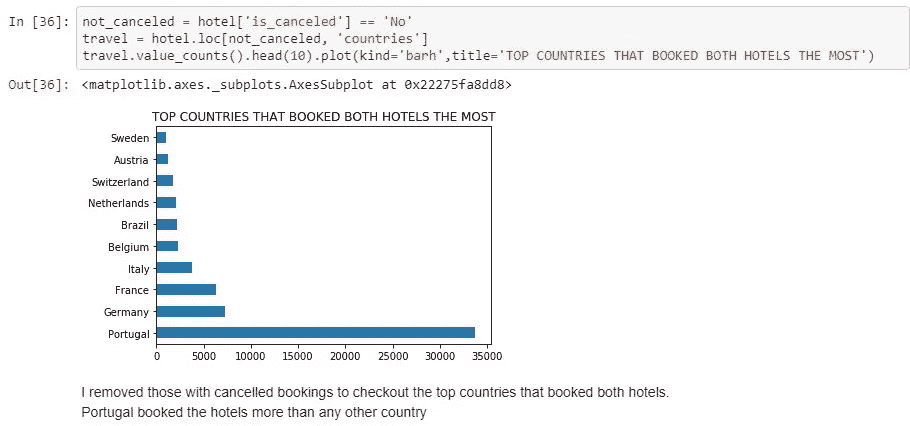 In [36]: not_canceled = hotel['is_canceled'] == 'No'
travel = hotel.loc[not_canceled, 'countries']
travel.value_counts().head(10).plot(kind='barh',title='TOP COUNTRIES THAT BOOKED BOTH HOTELS THE MOST')
Out[36]: <matplotlib.axes._subplots.AxesSubplot at 0x22275fa8dd8>
TOP COUNTRIES THAT BOOKED BOTH HOTELS THE MOST
Sweden
Austria
Switzerland
Netherlands
Brazil
Belgium
Italy
France
Germany
Portugal
0 5000 10000 15000 20000 25000 30000 35000
I removed those with cancelled bookings to checkout the top countries that booked both hotels.
Portugal booked the hotels more than any other country